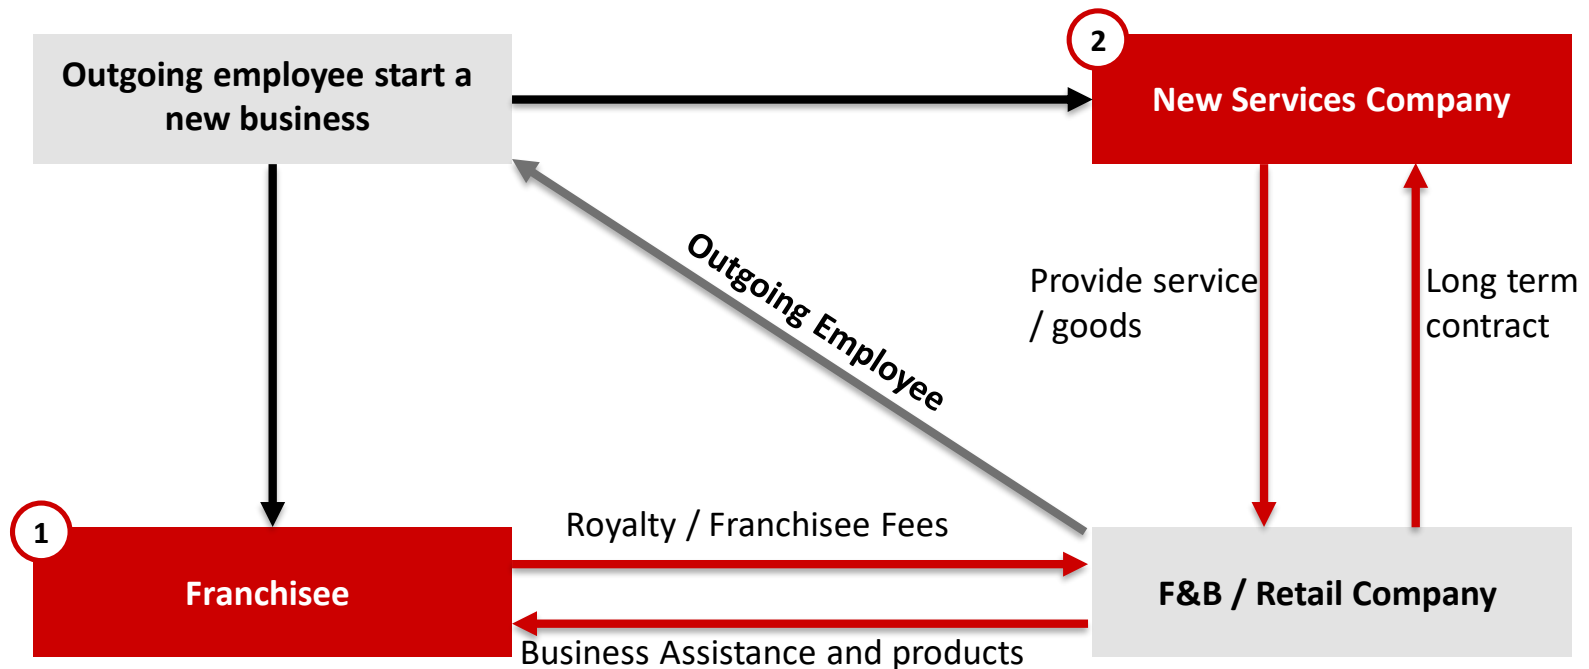 Outgoing employee start a
new business
2
New Services Company
Outgoing Employee
Provide service
/ goods
Long term
contract
1
Franchisee
Royalty / Franchisee Fees
Business Assistance and products
F&B / Retail Company